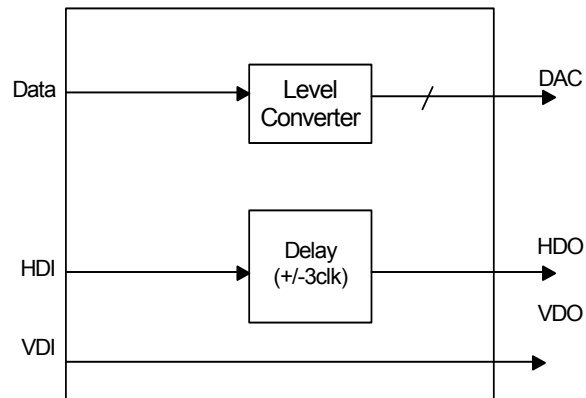 Data
Level
Converter
DAC
HDI
Delay
(+/-3clk)
HDO
VDO
VDI